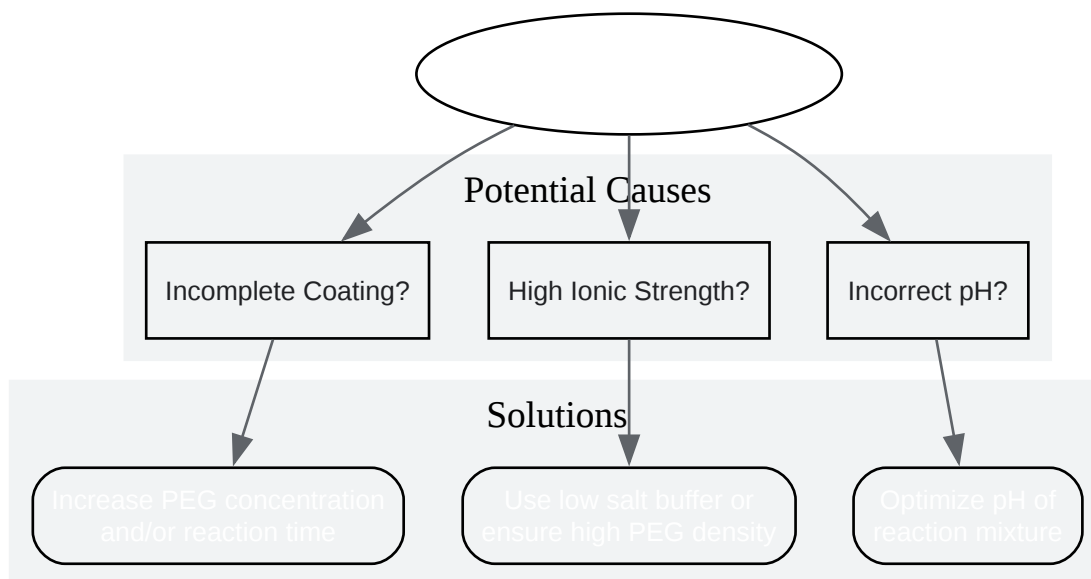 Potential Causes
Incomplete Coating?
High Ionic Strength?
Incorrect pH?
Solutions
Increase PEG concentration
and/or reaction time
Use low salt buffer or
ensure high PEG density
Optimize pH of
reaction mixture